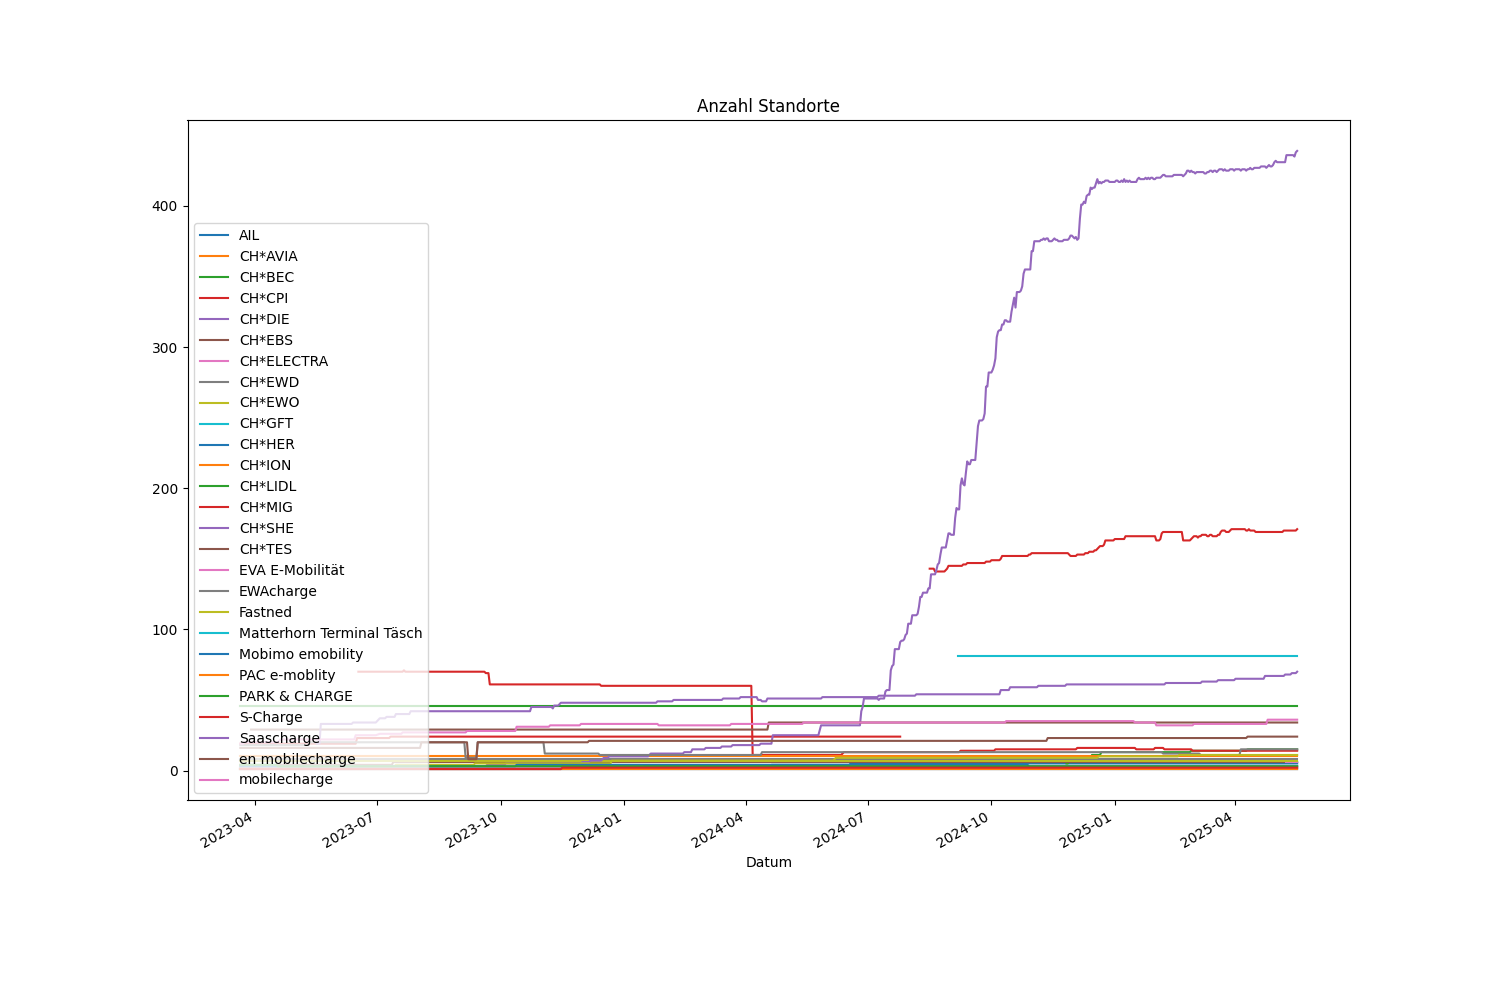 Anzahl Standorte
400
300
200
100
0
AIL
CH*AVIA
CH*BEC
CH*CPI
CH*DIE
CH*EBS
CH*ELECTRA
CH*EWD
CH*EWO
CH*GFT
CH*HER
CH*ION
CH*LIDL
CH*MIG
CH*SHE
CH*TES
EVA E-Mobilität
EWAcharge
Fastned
Matterhorn Terminal Täsch
Mobimo emobility
PAC e-moblity
PARK & CHARGE
S-Charge
Saascharge
en mobilecharge
mobilecharge
2023-04
2023-07
2023-10
2024-01
2024-04
2024-07
2024-10
2025-01
2025-04
Datum